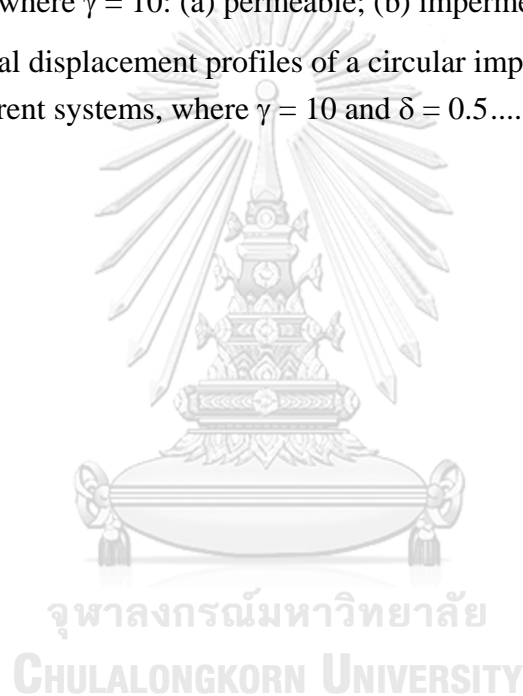 where γ = 10: (a) permeable; (b) imperme
al displacement profiles of a circular imp
rent systems, where γ = 10 and δ = 0.5....
จุฬาลงกรณ์มหาวิทยาลัย
CHULALONGKORN UNIVERSITY